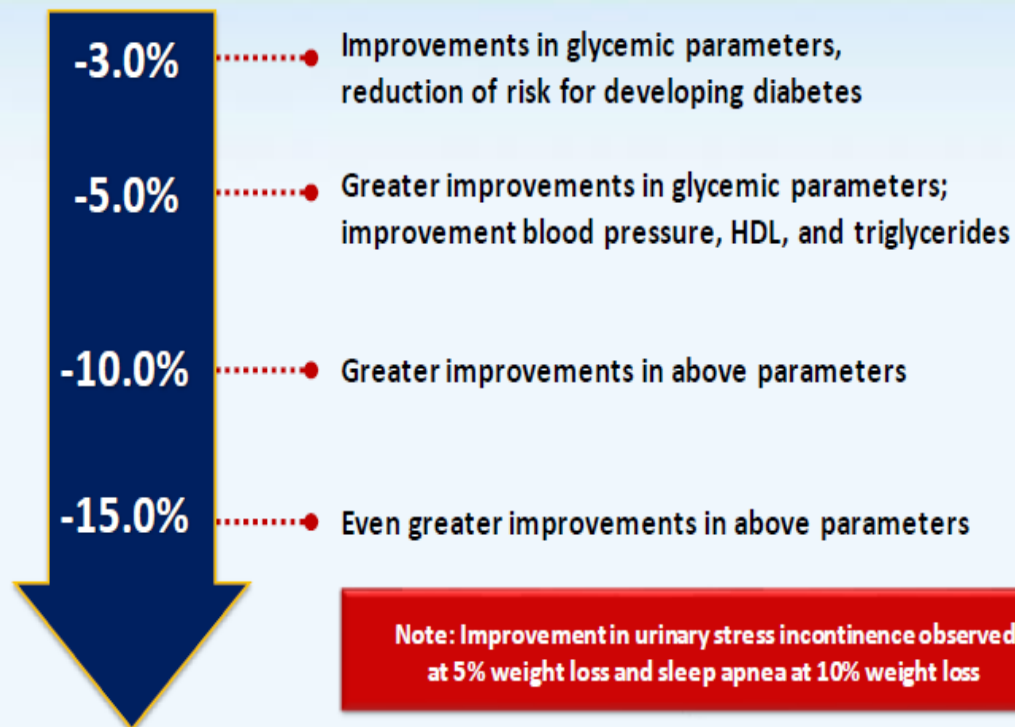 -3.0%
Improvements in glycemic parameters,
reduction of risk for developing diabetes
-5.0%
Greater improvements in glycemic parameters;
improvement blood pressure, HDL, and triglycerides
-10.0%
Greater improvements in above parameters
-15.0%
Even greater improvements in above parameters
Note: Improvement in urinary stress incontinence observed
at 5% weight loss and sleep apnea at 10% weight loss